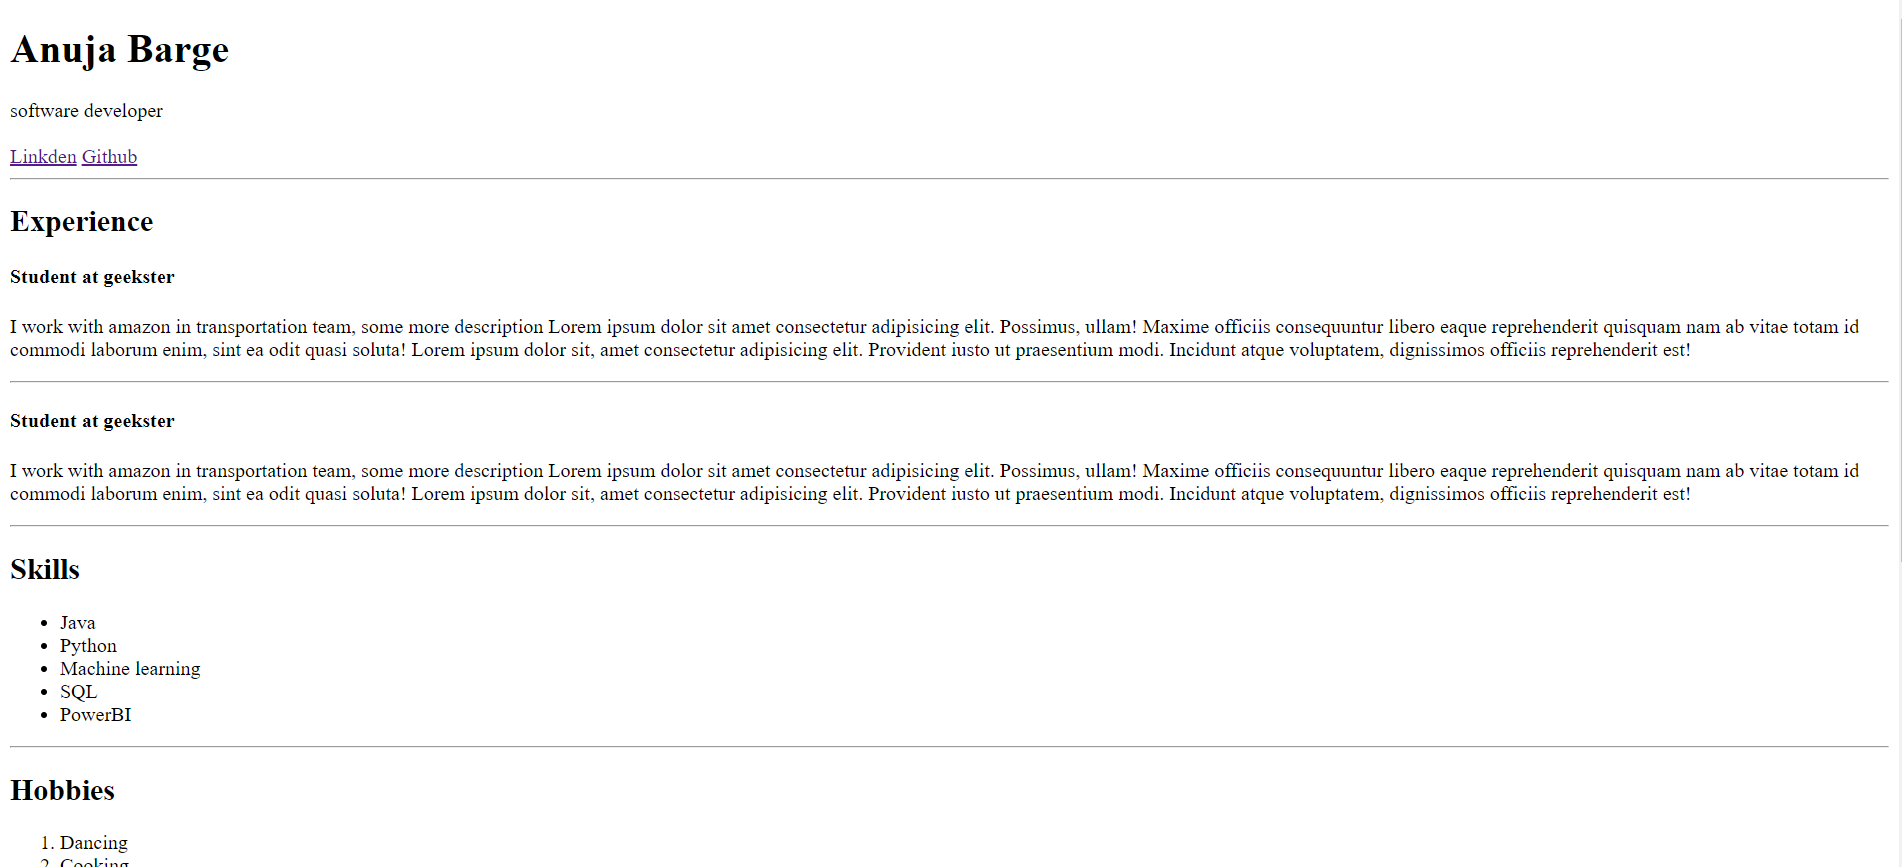 Anuja Barge
software developer
Linkden Github
Experience
Student at geekster
I work with amazon in transportation team, some more description Lorem ipsum dolor sit amet consectetur adipisicing elit. Possimus, ullam! Maxime officiis consequuntur libero eaque reprehenderit quisquam nam ab vitae totam id
commodi laborum enim, sint ea odit quasi soluta! Lorem ipsum dolor sit, amet consectetur adipisicing elit. Provident iusto ut praesentium modi. Incidunt atque voluptatem, dignissimos officiis reprehenderit est!
Student at geekster
I work with amazon in transportation team, some more description Lorem ipsum dolor sit amet consectetur adipisicing elit. Possimus, ullam! Maxime officiis consequuntur libero eaque reprehenderit quisquam nam ab vitae totam id
commodi laborum enim, sint ea odit quasi soluta! Lorem ipsum dolor sit, amet consectetur adipisicing elit. Provident iusto ut praesentium modi. Incidunt atque voluptatem, dignissimos officiis reprehenderit est!
Skills
• Java
• Python
• Machine learning
• SQL
• PowerBI
Hobbies
1. Dancing
2. Cooking